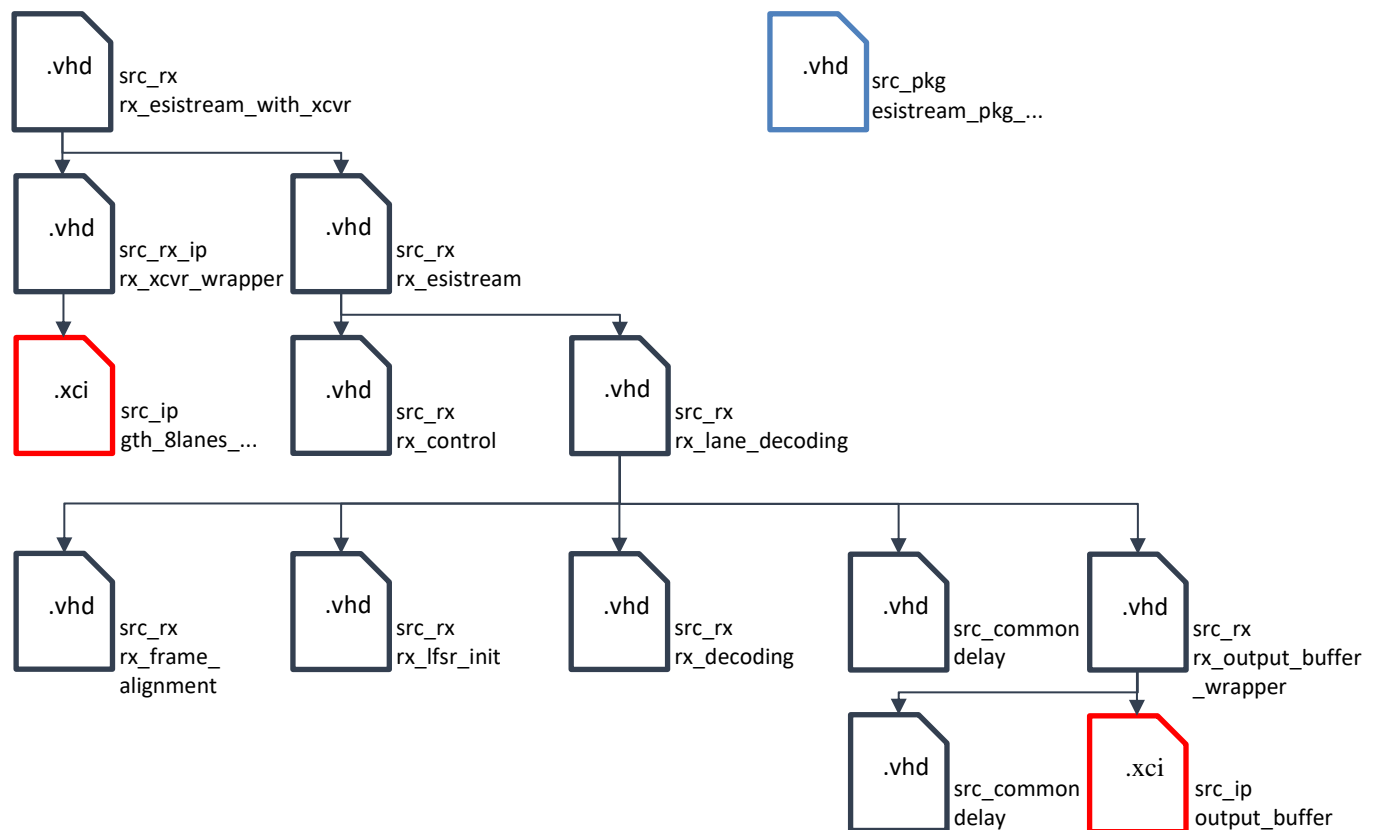 .vhd
src_rx
rx_esistream_with_xcvr
.vhd
src_pkg
esistream_pkg_...
.vhd
src_rx_ip
rx_xcvr_wrapper
.vhd
src_rx
rx_esistream
.xci
src_ip
gth_8lanes_...
.vhd
src_rx
rx_control
.vhd
src_rx
rx_lane_decoding
.vhd
src_rx
rx_frame_
alignment
.vhd
src_rx
rx_lfsr_init
.vhd
src_rx
rx_decoding
.vhd
src_common
delay
.vhd
src_rx
rx_output_buffer
_wrapper
.vhd
src_common
delay
.xci
src_ip
output_buffer